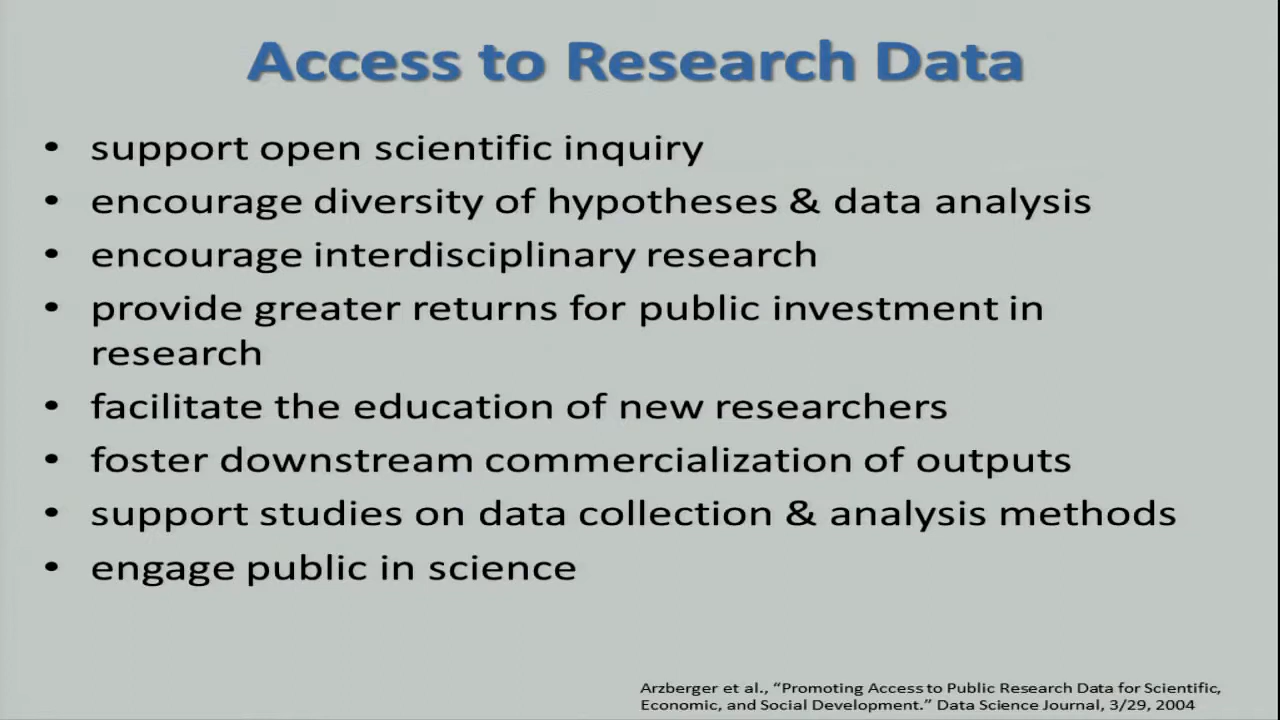 Access to Research Data
• support open scientific inquiry
• encourage diversity of hypotheses & data analysis
• encourage interdisciplinary research
• provide greater returns for public investment in
research
• facilitate the education of new researchers
• foster downstream commercialization of outputs
• support studies on data collection & analysis methods
• engage public in science
Arzberger et al., “Promoting Access to Public Research Data for Scientific,
Economic, and Social Development.” Data Science Journal, 3/29, 2004